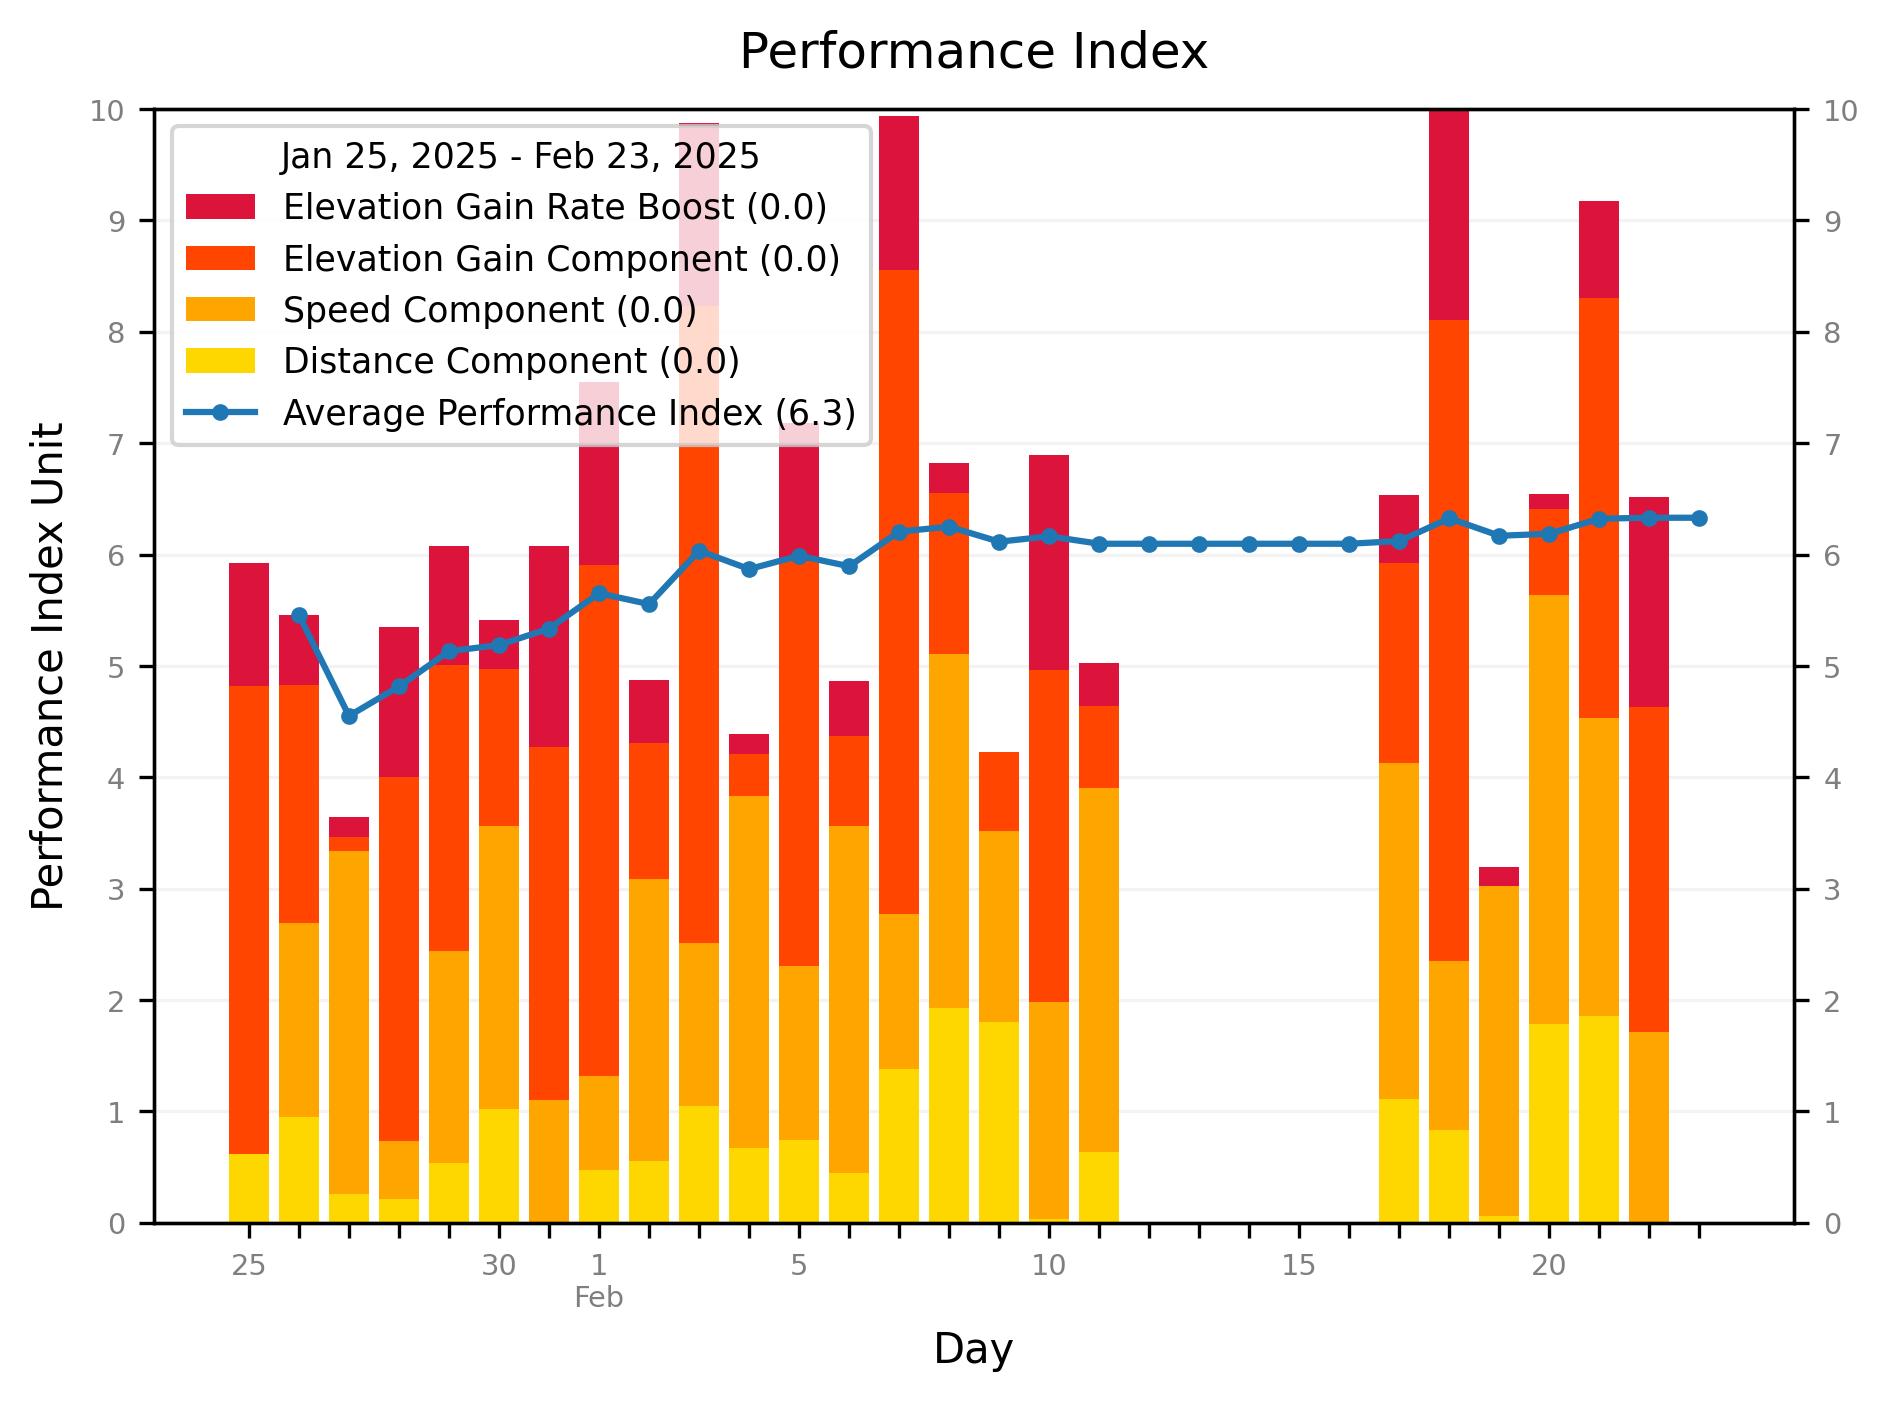 Performance Index
Jan 25, 2025 - Feb 23, 2025
Elevation Gain Rate Boost (0.0)
Elevation Gain Component (0.0)
Speed Component (0.0)
Distance Component (0.0)
Average Performance Index (6.3)
Performance Index Unit
10
9
8
7
6
5
4
3
2
1
0
10
9
8
7
6
5
4
3
2
1
0
25 30 1 5 10 15 20
Feb
Day